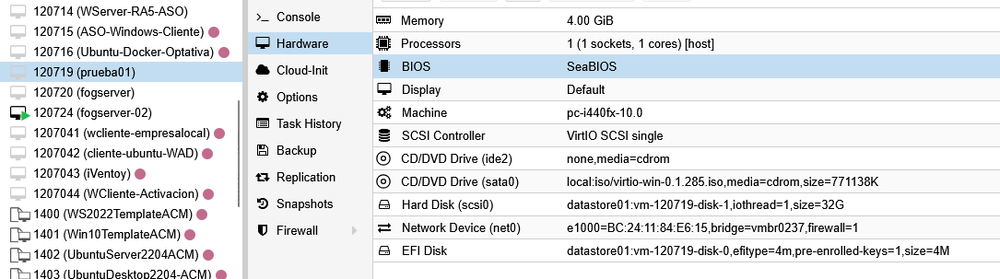 120714 (WServer-RA5-ASO)
120715 (ASO-Windows-Cliente)
120716 (Ubuntu-Docker-Optativa)
120719 (prueba01)
120720 (fogserver)
120724 (fogserver-02)
1207041 (wcliente-empresalocal)
1207042 (cliente-ubuntu-WAD)
1207043 (iVentoy)
1207044 (WCliente-Activacion)
1400 (WS2022TemplateACM)
1401 (Win10TemplateACM)
1402 (UbuntuServer2204ACM)
1403 (UbuntuDesktop2204-ACM)
Console
Hardware
Cloud-Init
Options
Task History
Backup
Replication
Snapshots
Firewall
Memory 4.00 GiB
Processors 1 (1 sockets, 1 cores) [host]
BIOS SeaBIOS
Display Default
Machine pc-i440fx-10.0
SCSI Controller VirtIO SCSI single
CD/DVD Drive (ide2) none,media=cdrom
CD/DVD Drive (sata0) local:iso/virtio-win-0.1.285.iso,media=cdrom,size=771138K
Hard Disk (scsi0) datastore01:vm-120719-disk-1,iothread=1,size=32G
Network Device (net0) e1000=BC:24:11:84:E6:15,bridge=vmbr0237,firewall=1
EFI Disk datastore01:vm-120719-disk-0,efitype=4m,pre-enrolled-keys=1,size=4M